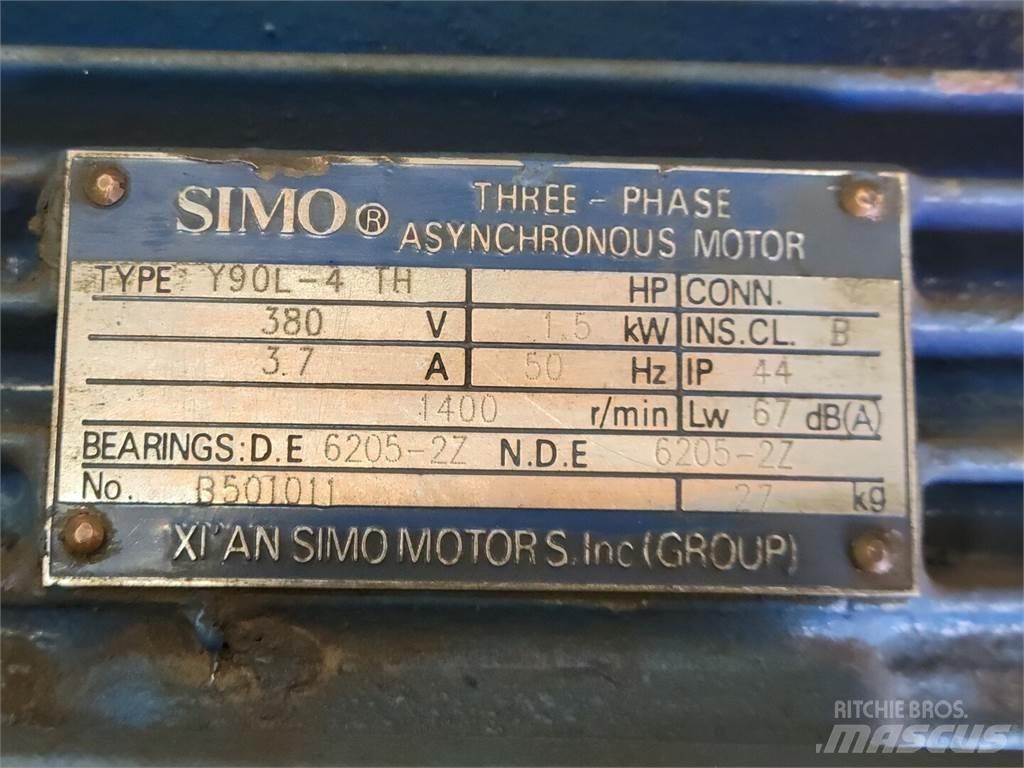 SIMO® THREE-PHASE
ASYNCHRONOUS MOTOR
TYPE Y90L-4 TH HP CONN.
380 V 1.5 kW INS.CL. B
3.7 A 50 Hz IP 44
1400 r/min Lw 67 dB(A)
BEARINGS:D.E 6205-2Z N.D.E 6205-2Z
No. B501011 27 kg
XI'AN SIMO MOTORS.Inc(GROUP)
RITCHIE BROS.
MASCUS